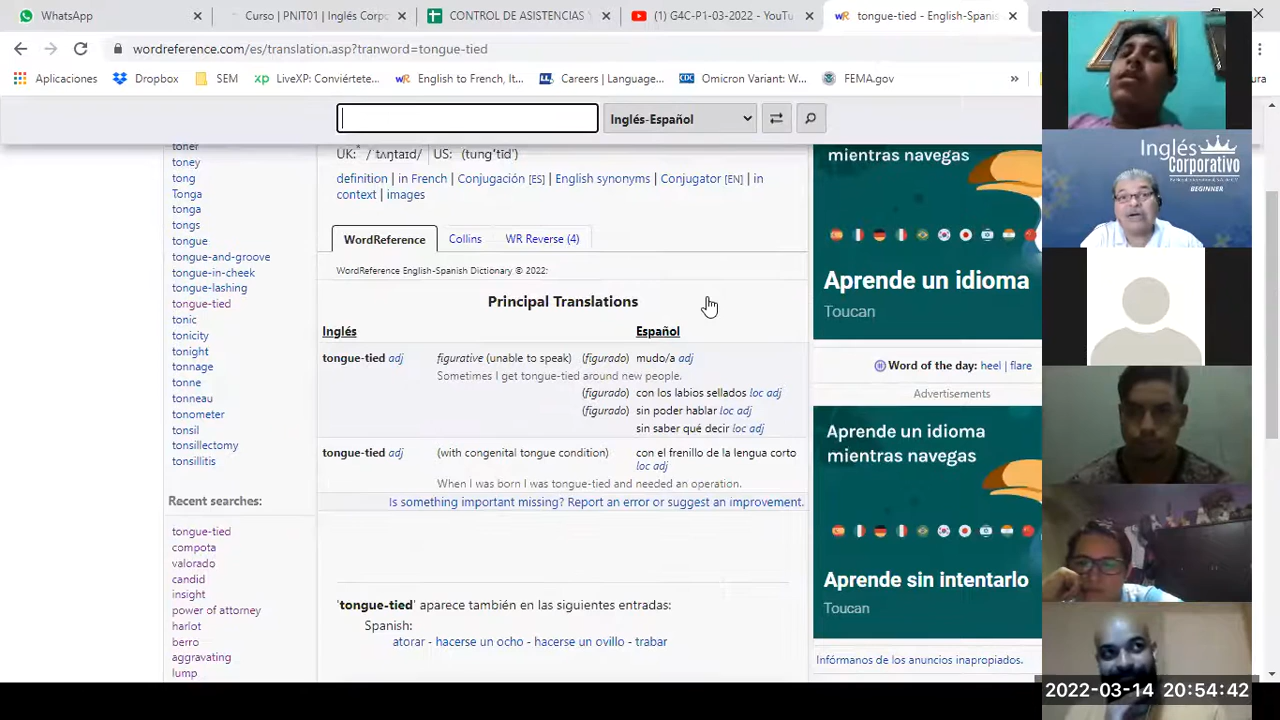 WhatsApp
Curso | PNIT01 | Inglés Corpo
CONTROL DE ASISTENCIAS
(1) G4C-P1-03-2022 - YouTu
tongue-tied - English-Spanis
wordreference.com/es/translation.asp?tranword=tongue-tied
Aplicaciones
Dropbox
SEM
LiveXP: Conviértete...
English to French, It...
Careers | Language...
Omicron Variant: W...
FEMA.gov
»
Inglés-Español
toner
toney
tong
Tonga
tonga
tongs
tongue
tongue-and-groove
tongue-in-cheek
tongue-lashing
tongue-tied
tonic
tonicity
tonight
tonnage
tonne
tonneau
tonometer
tonsil
tonsillectomy
tonsillitis
Recent searches:
tongue-tied
compota
valorado
candid
insight
power of attorney
harlot
berro
aggravating
lump
UK: /ˈtʌŋtaɪd/ US: (tung′tīd′)
definition | in French | Conjugación [ES] | English synonyms | Conjugator [EN] | in
context | images
WordReference
Collins
WR Reverse (4)
WordReference English-Spanish Dictionary © 2022:
Principal Translations
Inglés Español
tongue-tied adj figurative (unable to speak) (figurado) mudo/a adj
Sometimes I get tongue-tied around new people.
(figurado) con los labios sellados loc adj
(figurado) sin poder hablar loc adj
sin saber qué decir loc adj
tongue-tied adj (with congenital tongue condition) con el frenillo de la lengua corto
loc adj
When I was born I was tongue-tied and needed an operation.
Is something important missing? Report an error or suggest an improvement.
'tongue-tied' aparece también en las siguientes entradas:
Spanish:
atorar - hacerse un ocho - hacerse un ovillo - trabar
mientras navegas
Aprende un idioma
Toucan
Word of the day: heel | flare
Advertisements
Aprende un idioma
mientras navegas
Aprende sin intentarlo
Toucan
Infórmanos de los anuncios inapropiados.
Inglés
Corporativo
BEGINNER
2022-03-14 20:54:42